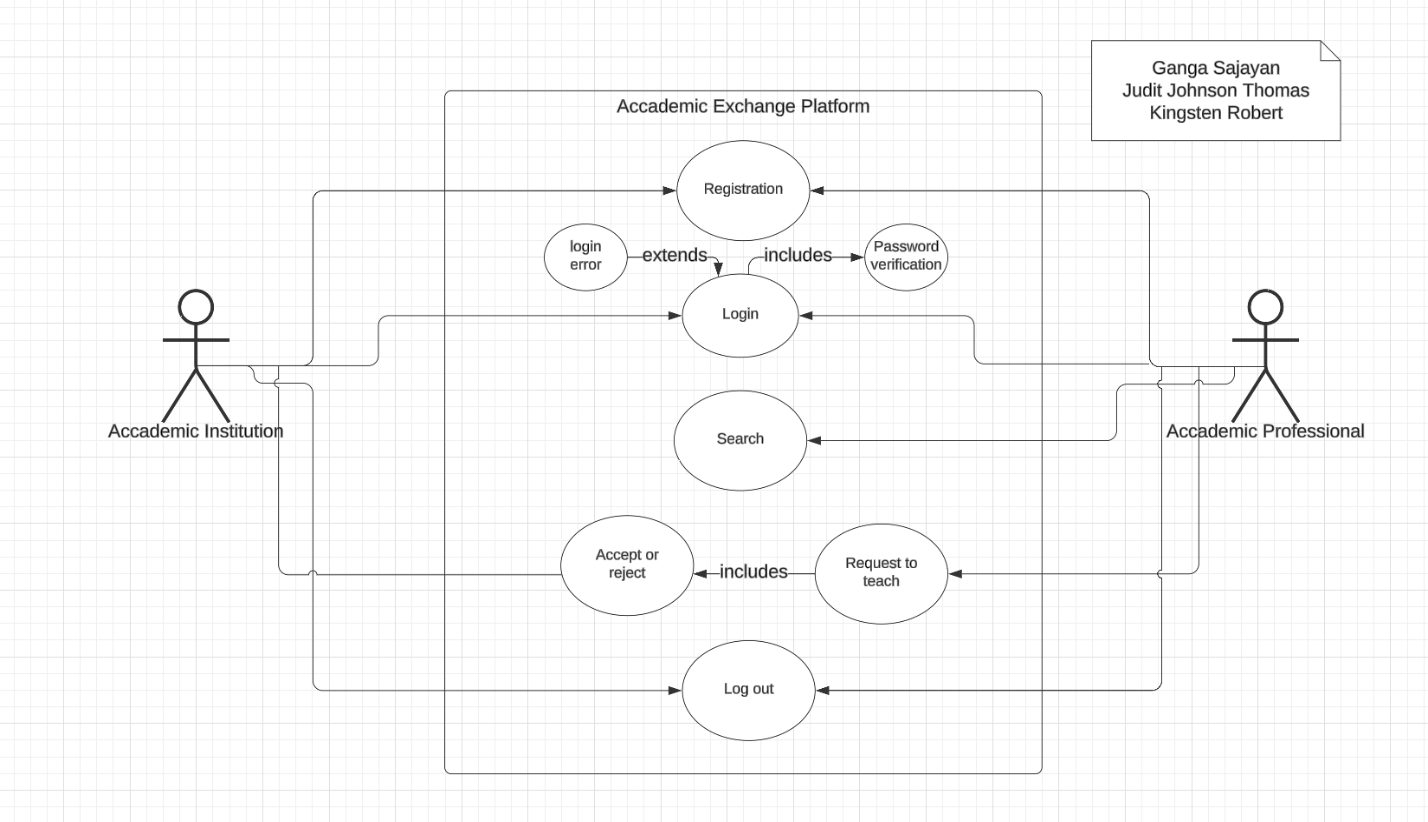 Ganga Sajayan
Judit Johnson Thomas
Kingsten Robert
Accademic Exchange Platform
Registration
login
error
extends
includes
Password
verification
Login
Accademic Institution
Accademic Professional
Search
Accept or
reject
includes
Request to
teach
Log out